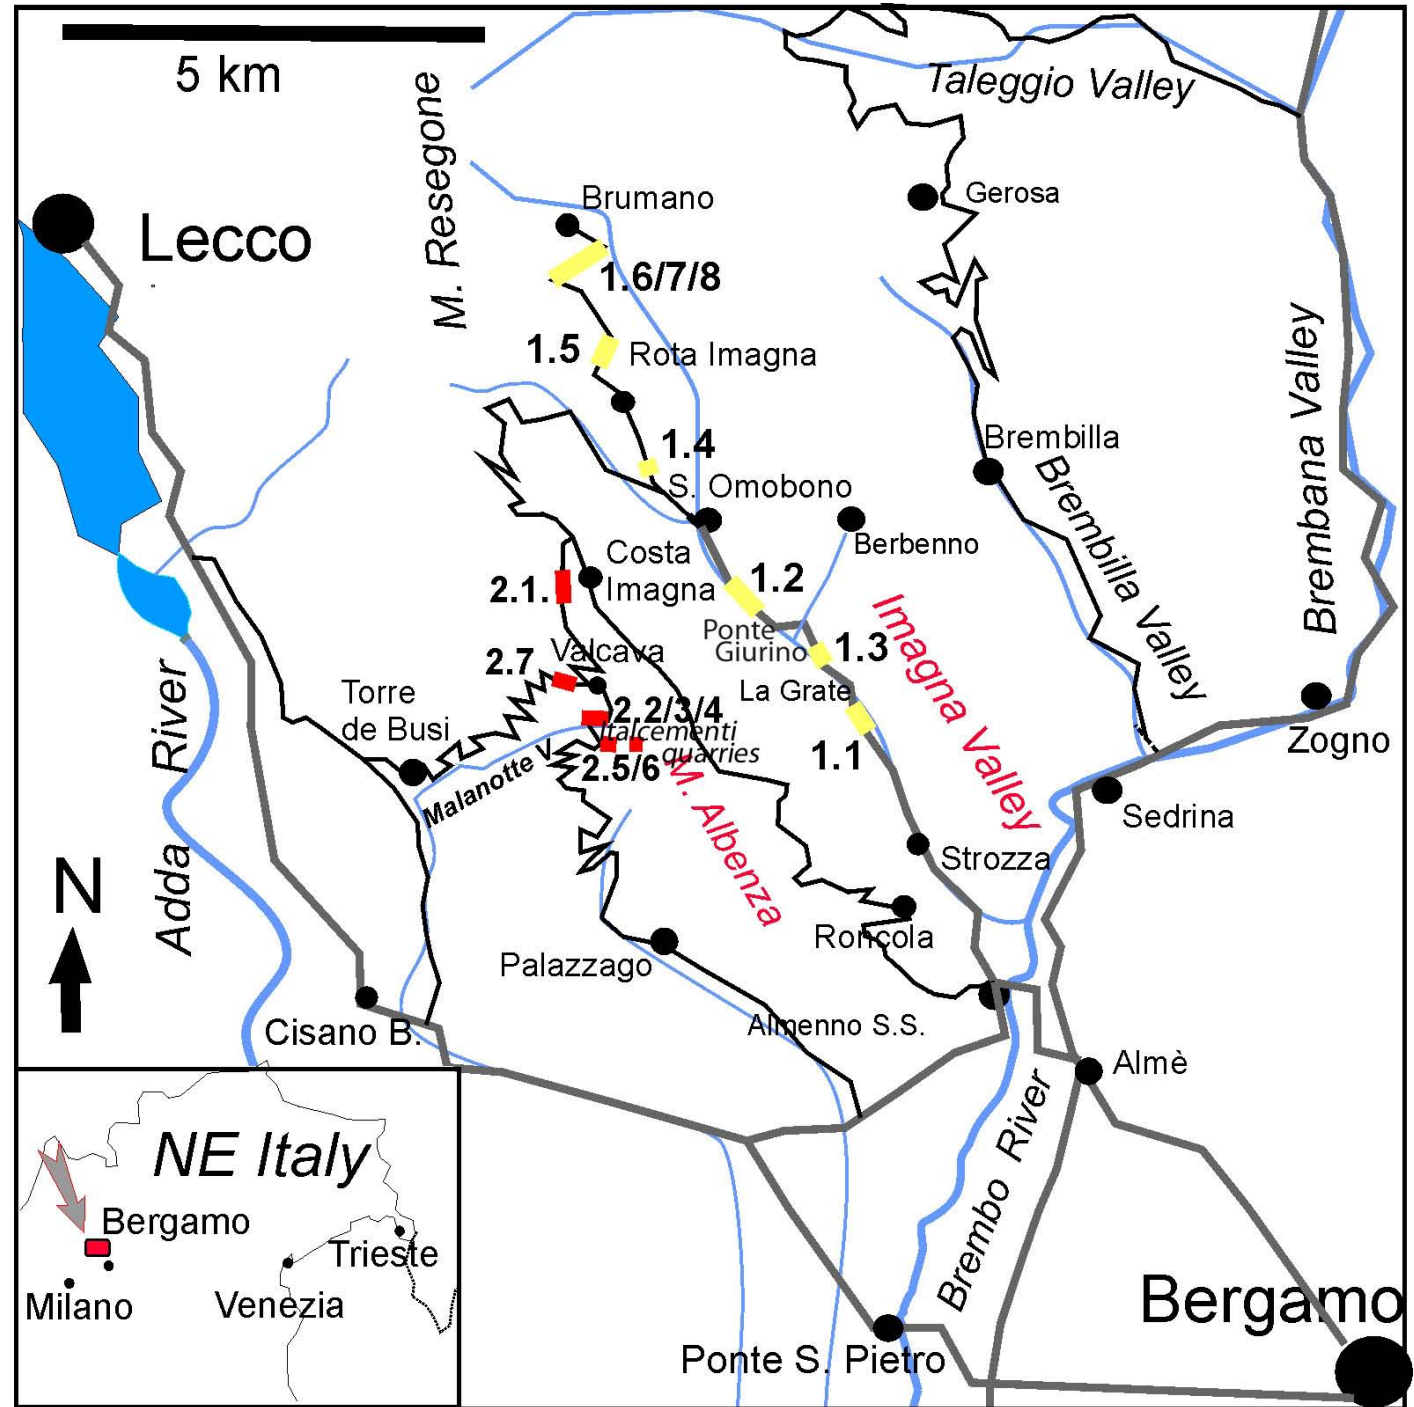 5 km
Taleggio Valley
M. Resegone
Gerosa
Brumano
Lecco
1.6/7/8
1.5
Rota Imagna
Brembana Valley
1.4
Brembilla
S. Omobono
Brembilla Valley
Berbenno
Costa
Imagna
1.2
2.1.
Imagna Valley
Ponte
Giurino
1.3
Valcava
2.7
La Grate
Torre
de Busi
2.2/3/4
Italcementi
quarries
2.5/6
1.1
Zogno
Malanotte V.
M. Albenza
Sedrina
Adda River
Strozza
N
Roncola
Palazzago
Almenno S.S.
Cisano B.
Almè
Brembo River
NE Italy
Bergamo
Trieste
Milano
Venezia
Bergamo
Ponte S. Pietro